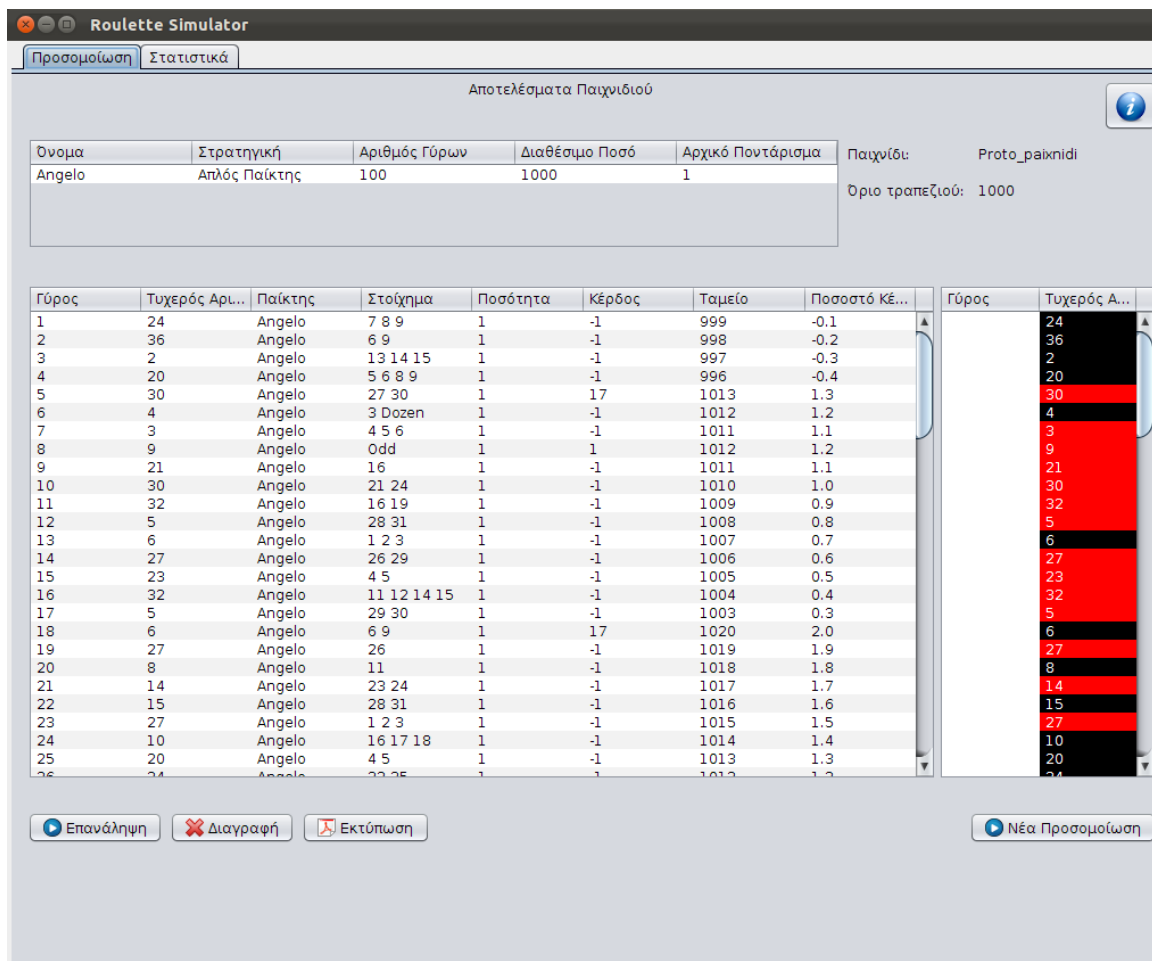 Roulette Simulator
Προσομοίωση Στατιστικά
Αποτελέσματα Παιχνιδιού
Όνομα Στρατηγική Αριθμός Γύρων Διαθέσιμο Ποσό Αρχικό Ποντάρισμα
Angelo Απλός Παίκτης 100 1000 1
Παιχνίδι: Proto_paixnidi
Όριο τραπεζιού: 1000
Γύρος Τυχερός Αρι... Παίκτης Στοίχημα Ποσότητα Κέρδος Ταμείο Ποσοστό Κέ... Γύρος Τυχερός Α...
1 24 Angelo 7 8 9 1 -1 999 -0.1 24
2 36 Angelo 6 9 1 -1 998 -0.2 36
3 2 Angelo 13 14 15 1 -1 997 -0.3 2
4 20 Angelo 5 6 8 9 1 -1 996 -0.4 20
5 30 Angelo 27 30 1 17 1013 1.3 30
6 4 Angelo 3 Dozen 1 -1 1012 1.2 4
7 3 Angelo 4 5 6 1 -1 1011 1.1 3
8 9 Angelo Odd 1 1 1012 1.2 9
9 21 Angelo 16 1 -1 1011 1.1 21
10 30 Angelo 21 24 1 -1 1010 1.0 30
11 32 Angelo 16 19 1 -1 1009 0.9 32
12 5 Angelo 28 31 1 -1 1008 0.8 5
13 6 Angelo 1 2 3 1 -1 1007 0.7 6
14 27 Angelo 26 29 1 -1 1006 0.6 27
15 23 Angelo 4 5 1 -1 1005 0.5 23
16 32 Angelo 11 12 14 15 1 -1 1004 0.4 32
17 5 Angelo 29 30 1 -1 1003 0.3 5
18 6 Angelo 6 9 1 17 1020 2.0 6
19 27 Angelo 26 1 -1 1019 1.9 27
20 8 Angelo 11 1 -1 1018 1.8 8
21 14 Angelo 23 24 1 -1 1017 1.7 14
22 15 Angelo 28 31 1 -1 1016 1.6 15
23 27 Angelo 1 2 3 1 -1 1015 1.5 27
24 10 Angelo 16 17 18 1 -1 1014 1.4 10
25 20 Angelo 4 5 1 -1 1013 1.3 20
Επανάληψη Διαγραφή Εκτύπωση Νέα Προσομοίωση